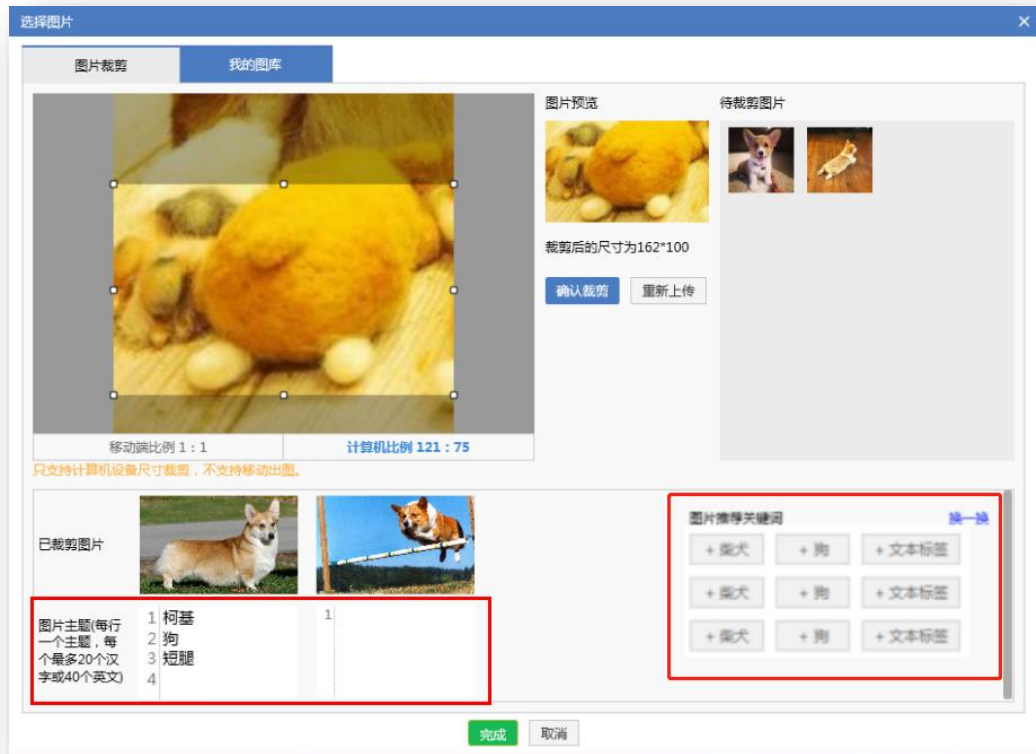 选择图片
×
图片裁剪
我的图库
图片预览
待裁剪图片
裁剪后的尺寸为162*100
确认裁剪
重新上传
移动端比例 1：1
计算机比例 121：75
只支持计算机设备尺寸裁剪，不支持移动出图。
已裁剪图片
图片推荐关键词
换一换
+ 柴犬
+ 狗
+ 文本标签
+ 柴犬
+ 狗
+ 文本标签
+ 柴犬
+ 狗
+ 文本标签
图片主题(每行
一个主题，每
个最多20个汉
字或40个英文)
1 柯基
2 狗
3 短腿
4
1
完成
取消